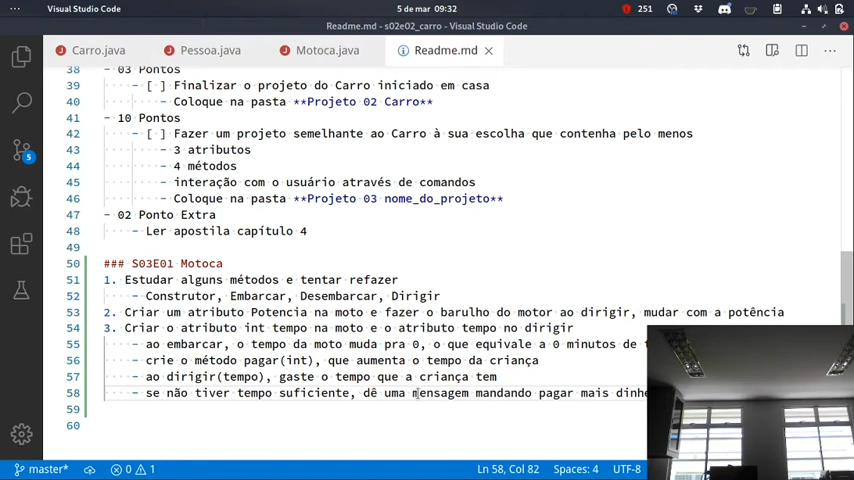 Visual Studio Code
5 de mar 09:32
251
Readme.md - s02e02_carro - Visual Studio Code
Carro.java
Pessoa.java
Motoca.java
Readme.md
38 - 03 Pontos
39 - [ ] Finalizar o projeto do Carro iniciado em casa
40 - Coloque na pasta **Projeto 02 Carro**
41 - 10 Pontos
42 - [ ] Fazer um projeto semelhante ao Carro à sua escolha que contenha pelo menos
43 - 3 atributos
44 - 4 métodos
45 - interação com o usuário através de comandos
46 - Coloque na pasta **Projeto 03 nome_do_projeto**
47 - 02 Ponto Extra
48 - Ler apostila capítulo 4
49
50 ### S03E01 Motoca
51 1. Estudar alguns métodos e tentar refazer
52 - Construtor, Embarcar, Desembarcar, Dirigir
53 2. Criar um atributo Potencia na moto e fazer o barulho do motor ao dirigir, mudar com a potência
54 3. Criar o atributo int tempo na moto e o atributo tempo no dirigir
55 - ao embarcar, o tempo da moto muda pra 0, o que equivale a 0 minutos de
56 - crie o método pagar(int), que aumenta o tempo da criança
57 - ao dirigir(tempo), gaste o tempo que a criança tem
58 - se não tiver tempo suficiente, dê uma mensagem mandando pagar mais dinhe
59
60
5
master* 0 1 Ln 58, Col 82 Spaces: 4 UTF-8